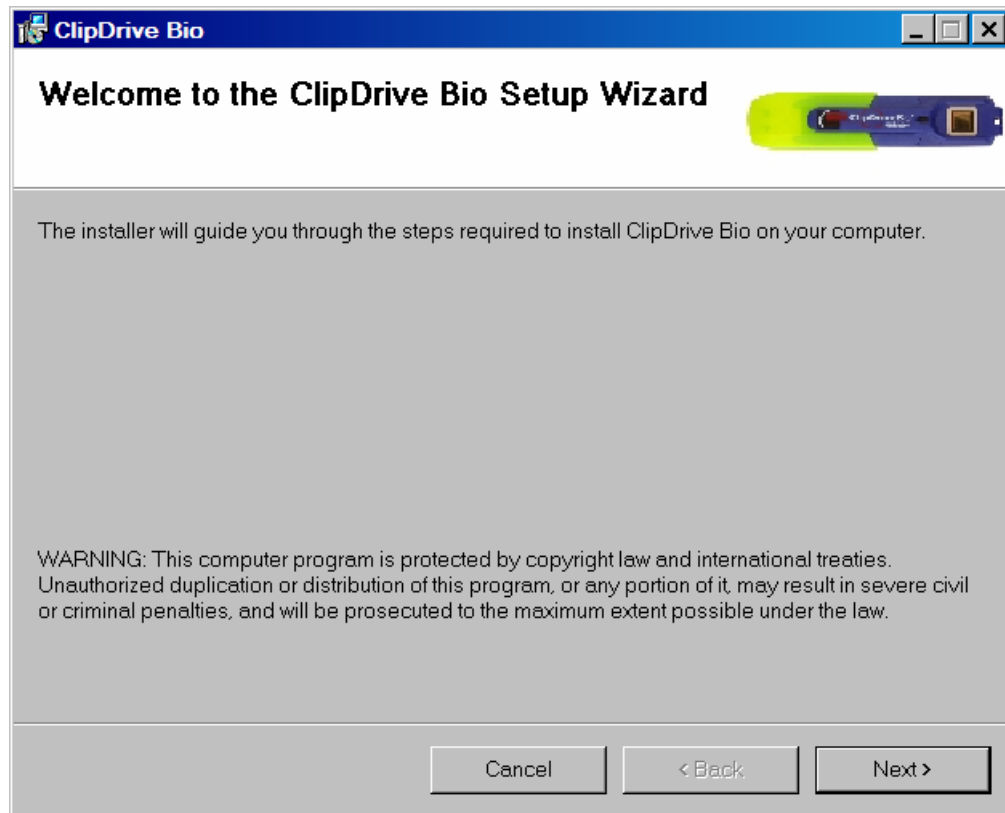 ClipDrive Bio
Welcome to the ClipDrive Bio Setup Wizard
The installer will guide you through the steps required to install ClipDrive Bio on your computer.
WARNING: This computer program is protected by copyright law and international treaties.
Unauthorized duplication or distribution of this program, or any portion of it, may result in severe civil
or criminal penalties, and will be prosecuted to the maximum extent possible under the law.
Cancel
< Back
Next >